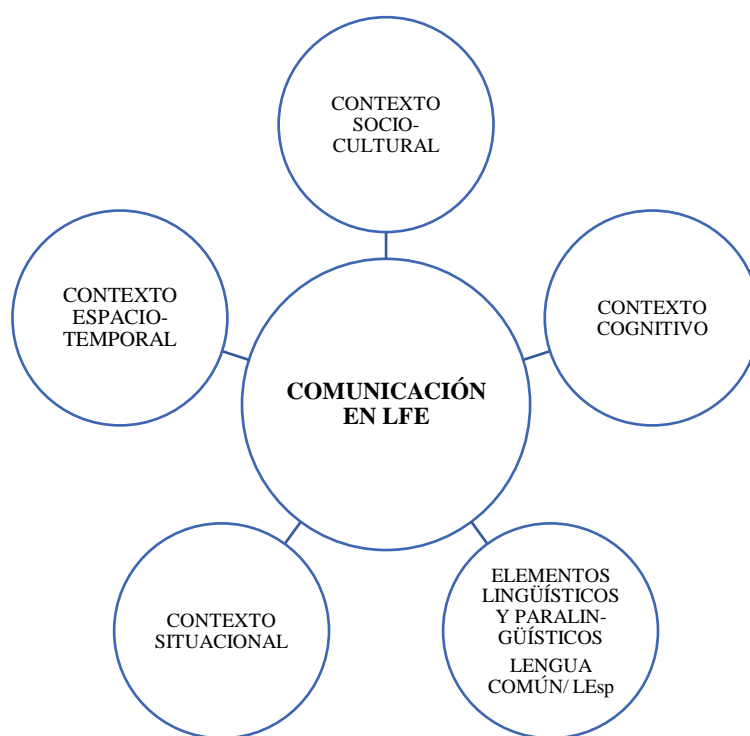 CONTEXTO
SOCIO-
CULTURAL
CONTEXTO
ESPACIO-
TEMPORAL
CONTEXTO
COGNITIVO
COMUNICACIÓN
EN LFE
CONTEXTO
SITUACIONAL
ELEMENTOS
LINGÜÍSTICOS
Y PARALIN-
GÜÍSTICOS
LENGUA
COMÚN/ LEsp